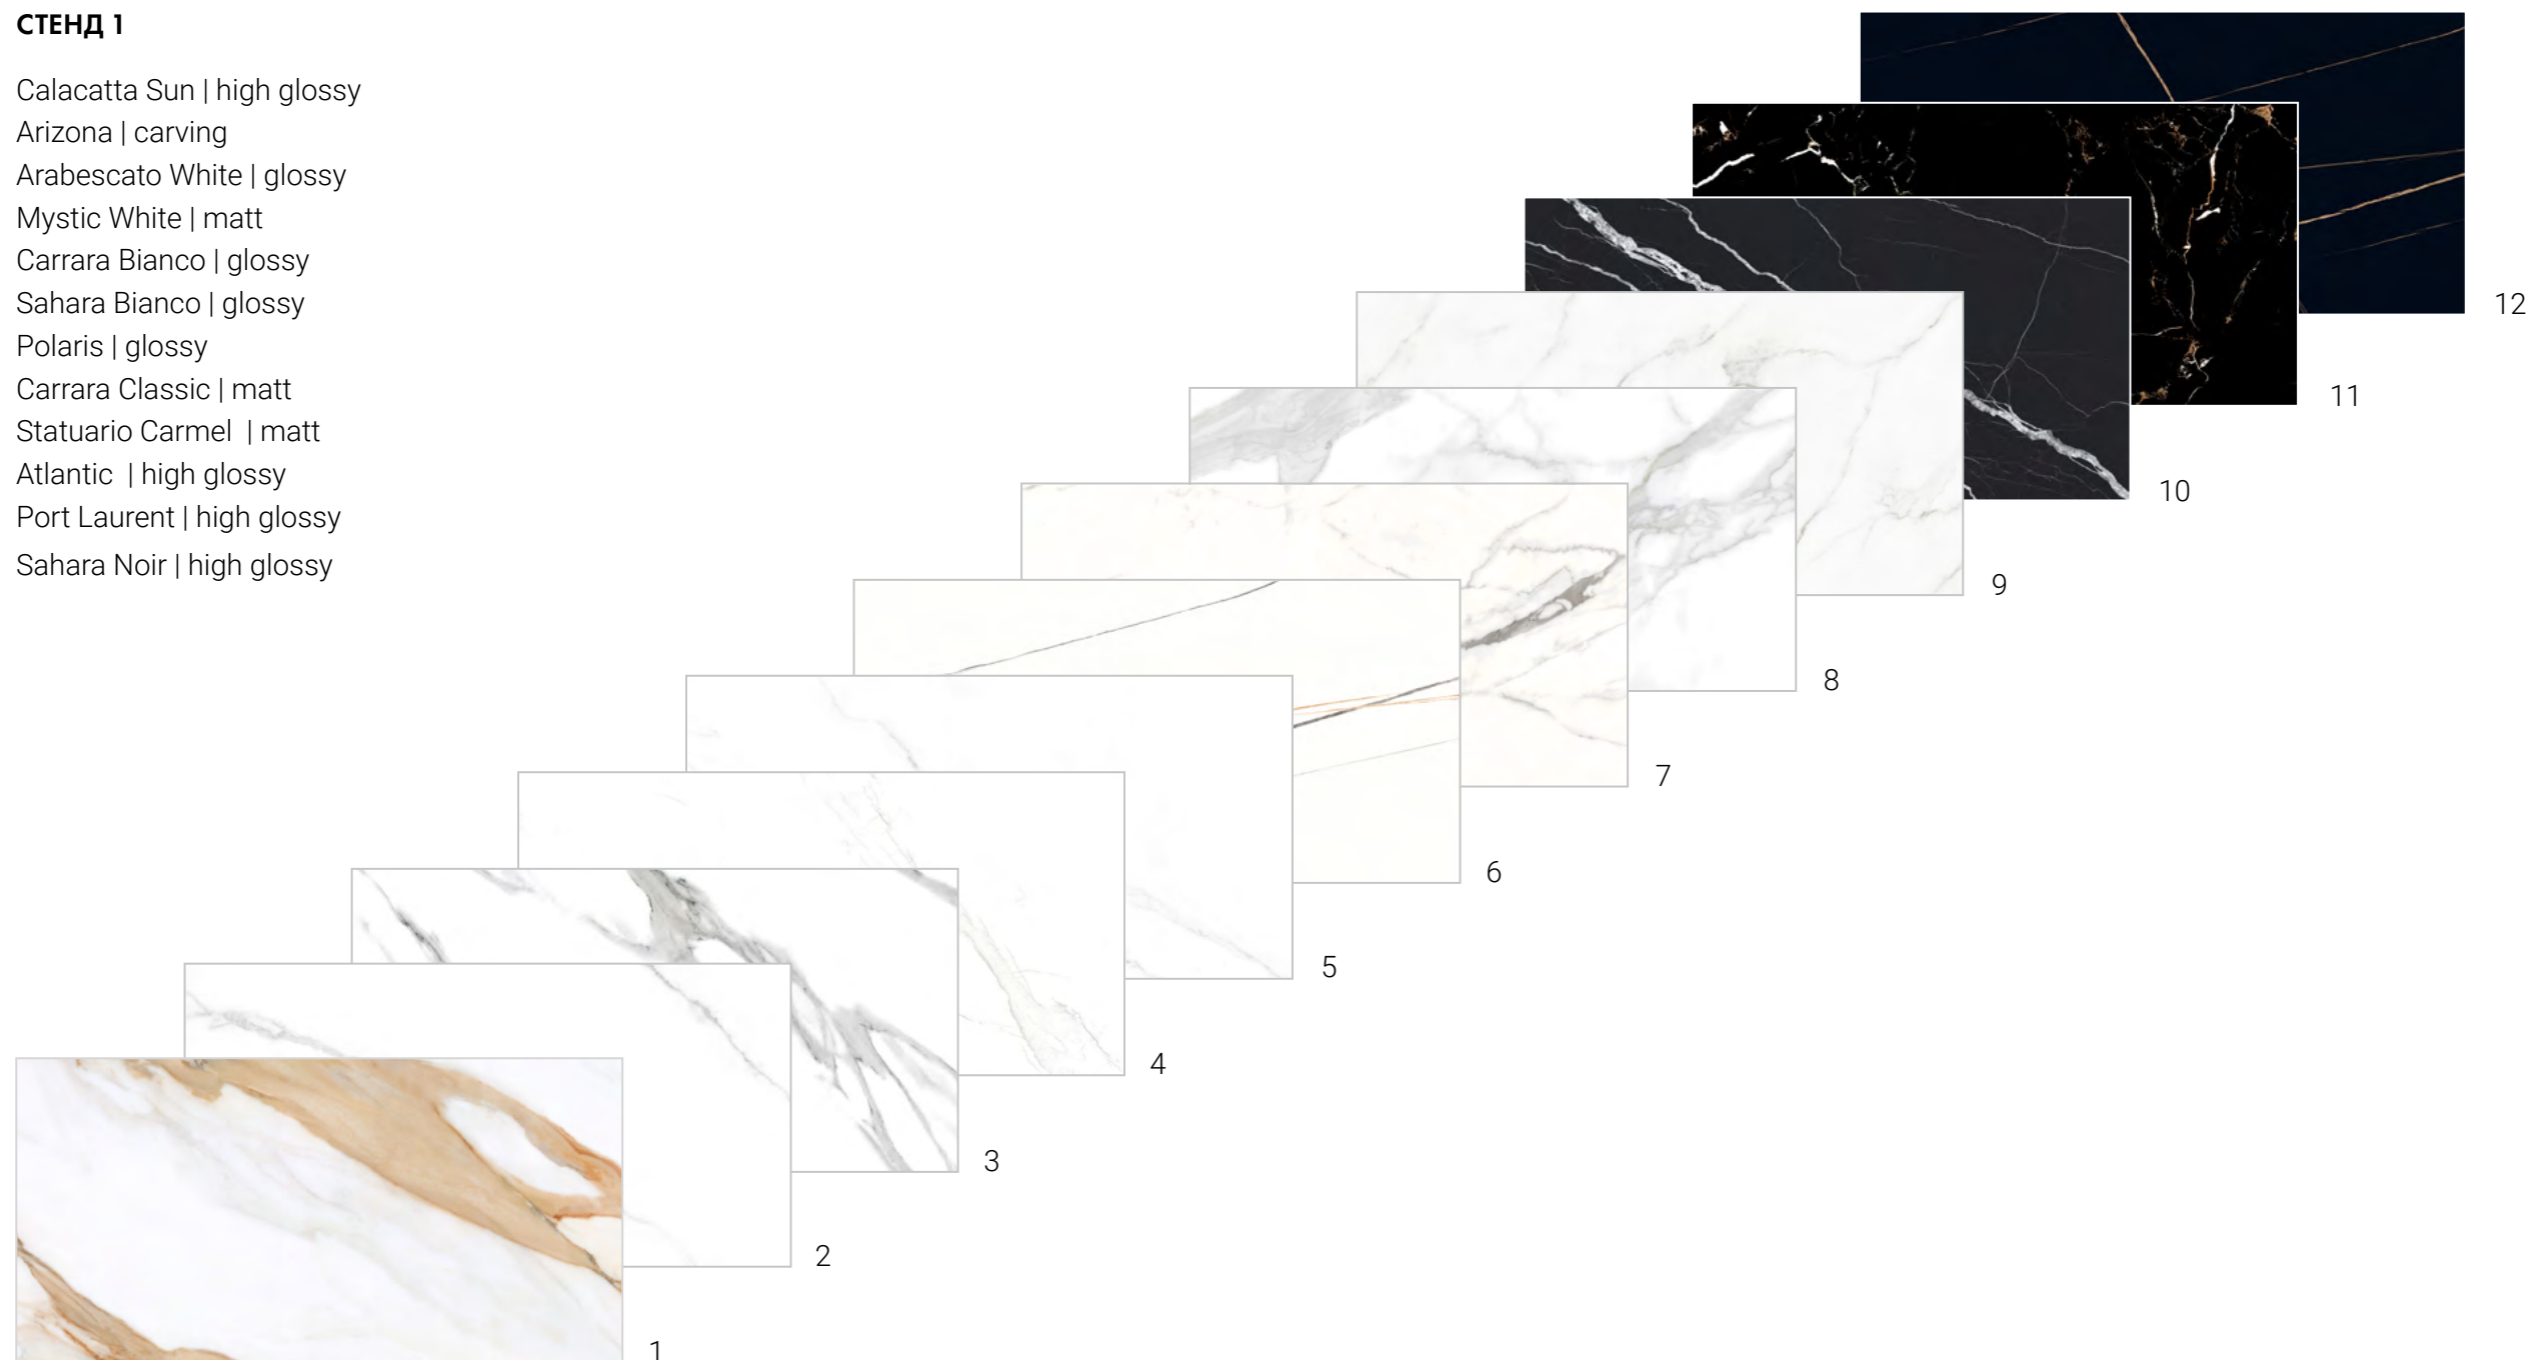 СТЕНД 1
Calacatta Sun | high glossy
Arizona | carving
Arabescato White | glossy
Mystic White | matt
Carrara Bianco | glossy
Sahara Bianco | glossy
Polaris | glossy
Carrara Classic | matt
Statuario Carmel  | matt
Atlantic  | high glossy
Port Laurent | high glossy
Sahara Noir | high glossy
12
11
10
9
8
7
6
5
4
3
2
1